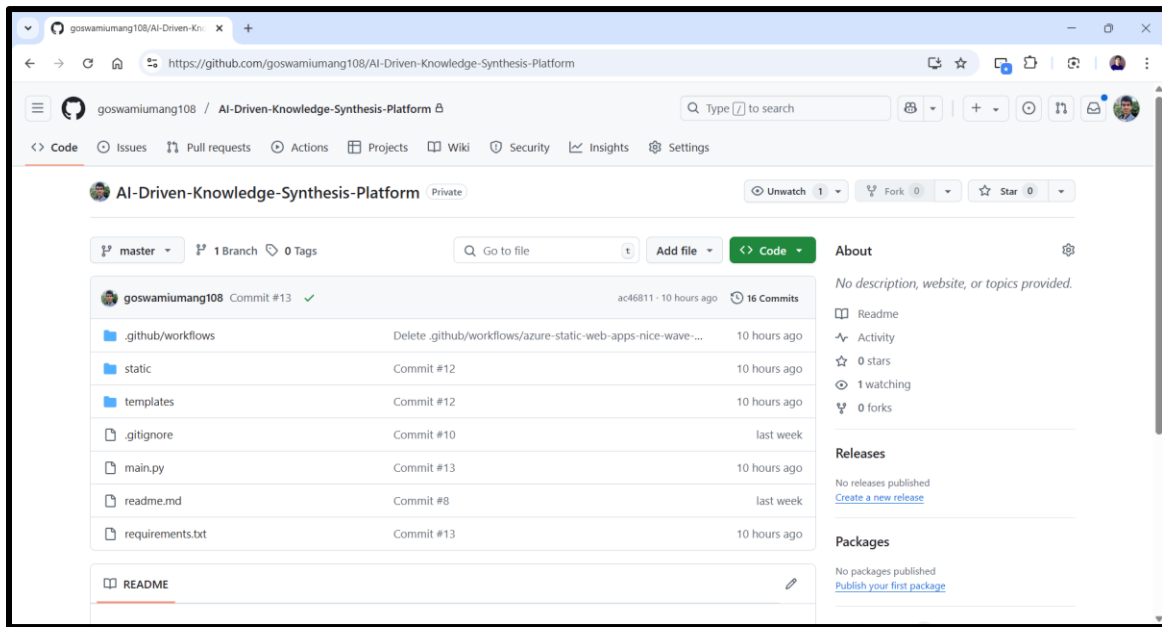 goswamiumang108/AI-Driven-Kno
https://github.com/goswamiumang108/AI-Driven-Knowledge-Synthesis-Platform
goswamiumang108 / AI-Driven-Knowledge-Synthesis-Platform
Type / to search
Code Issues Pull requests Actions Projects Wiki Security Insights Settings
AI-Driven-Knowledge-Synthesis-Platform Private
Unwatch 1 Fork 0 Star 0
master 1 Branch 0 Tags Go to file t Add file Code
goswamiumang108 Commit #13 ac46811 · 10 hours ago 16 Commits
.github/workflows Delete .github/workflows/azure-static-web-apps-nice-wave-... 10 hours ago
static Commit #12 10 hours ago
templates Commit #12 10 hours ago
.gitignore Commit #10 last week
main.py Commit #13 10 hours ago
readme.md Commit #8 last week
requirements.txt Commit #13 10 hours ago
README
About
No description, website, or topics provided.
Readme
Activity
0 stars
1 watching
0 forks
Releases
No releases published
Create a new release
Packages
No packages published
Publish your first package